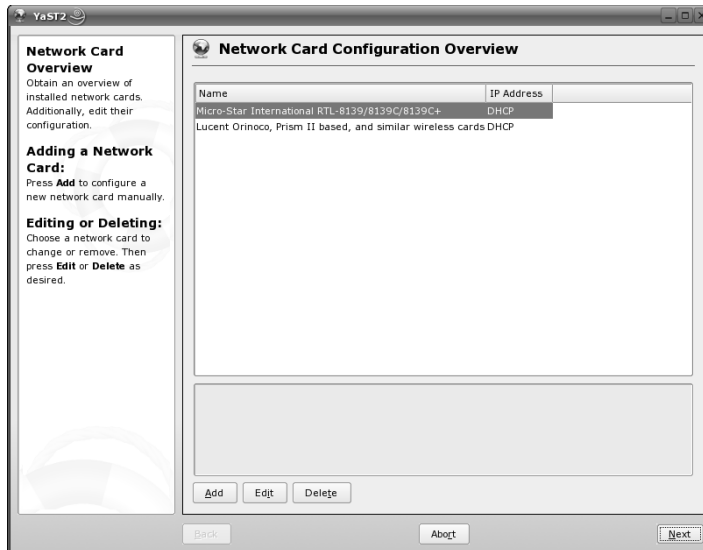 YaST2
Network Card
Overview
Obtain an overview of
installed network cards.
Additionally, edit their
configuration.
Adding a Network
Card:
Press Add to configure a
new network card manually.
Editing or Deleting:
Choose a network card to
change or remove. Then
press Edit or Delete as
desired.
Network Card Configuration Overview
Name IP Address
Micro-Star International RTL-8139/8139C/8139C+ DHCP
Lucent Orinoco, Prism II based, and similar wireless cards DHCP
Add Edit Delete
Back Abort Next